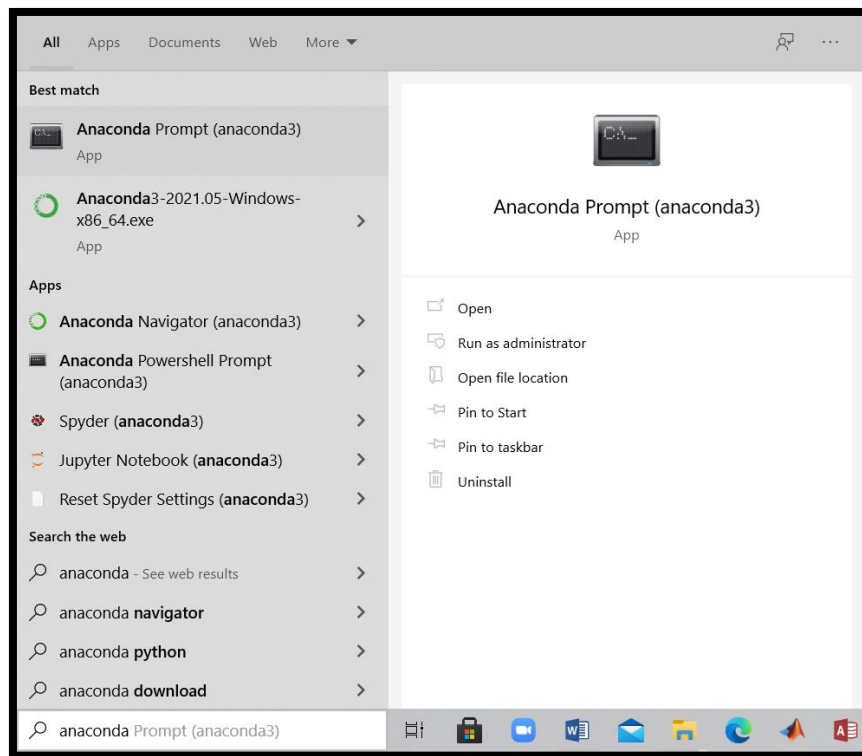 All Apps Documents Web More
Best match
Anaconda Prompt (anaconda3)
App
Anaconda3-2021.05-Windows-
x86_64.exe
App
Apps
Anaconda Navigator (anaconda3)
Anaconda Powershell Prompt
(anaconda3)
Spyder (anaconda3)
Jupyter Notebook (anaconda3)
Reset Spyder Settings (anaconda3)
Search the web
anaconda - See web results
anaconda navigator
anaconda python
anaconda download
anaconda Prompt (anaconda3)
C:\_
Anaconda Prompt (anaconda3)
App
Open
Run as administrator
Open file location
Pin to Start
Pin to taskbar
Uninstall